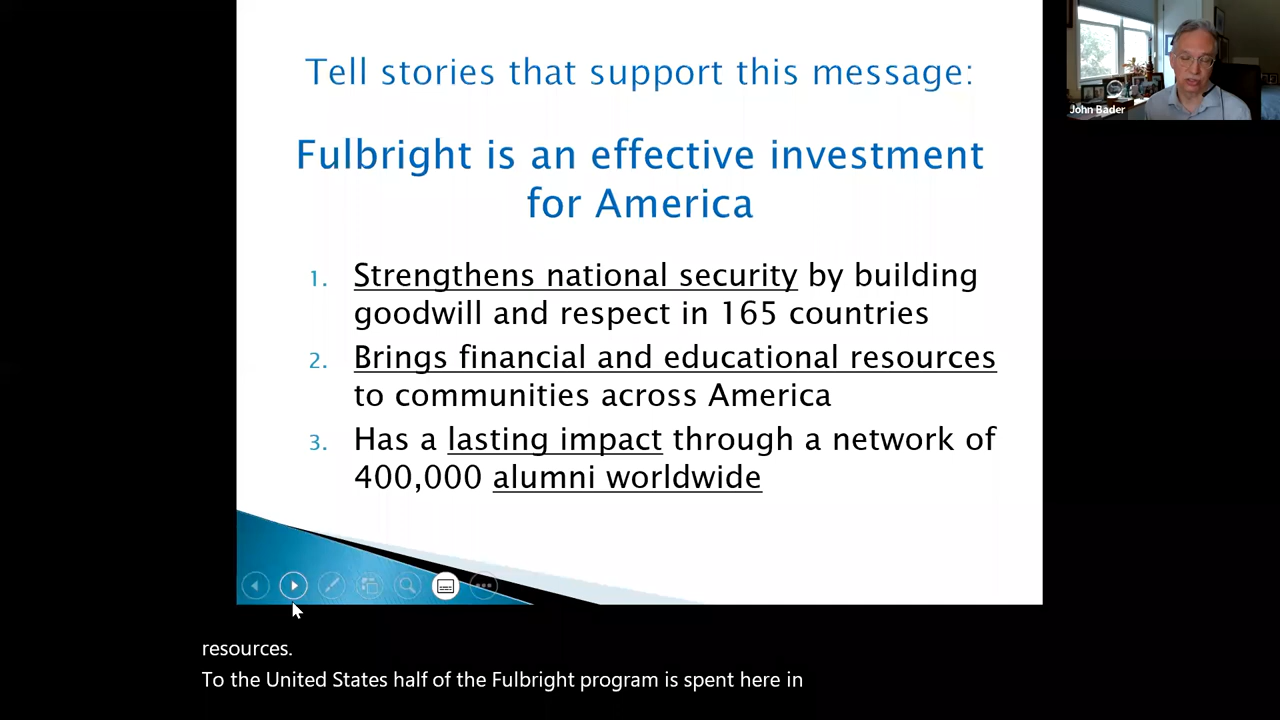 Tell stories that support this message:
Fulbright is an effective investment
for America
1. Strengthens national security by building
goodwill and respect in 165 countries
2. Brings financial and educational resources
to communities across America
3. Has a lasting impact through a network of
400,000 alumni worldwide
John Bader
resources.
To the United States half of the Fulbright program is spent here in